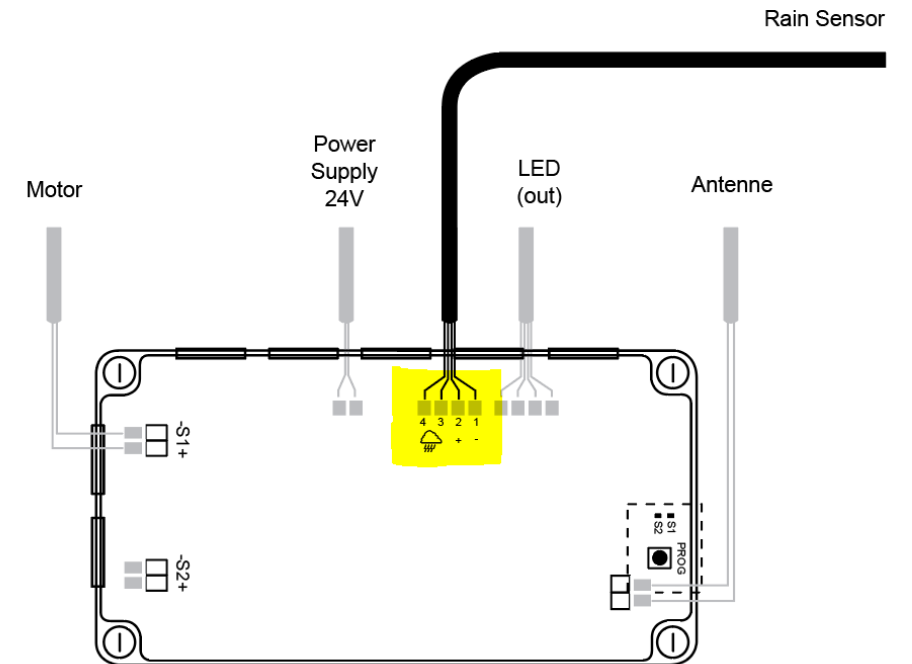 Rain Sensor
Power
Supply
24V
LED
(out)
Motor
Antenne
4 3 2 1
+ -
-S1+
-S2+
S1
S2
PROG